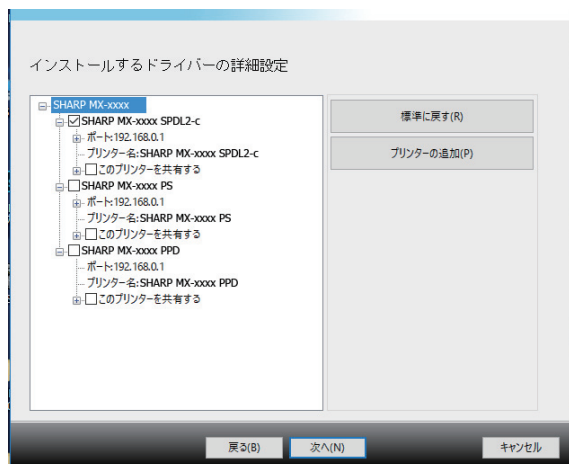 インストールするドライバーの詳細設定
SHARP MX-xxxx
SHARP MX-xxxx SPDL2-c
ポート:192.168.0.1
プリンター名:SHARP MX-xxxx SPDL2-c
このプリンターを共有する
SHARP MX-xxxx PS
ポート:192.168.0.1
プリンター名:SHARP MX-xxxx PS
このプリンターを共有する
SHARP MX-xxxx PPD
ポート:192.168.0.1
プリンター名:SHARP MX-xxxx PPD
このプリンターを共有する
標準に戻す(R)
プリンターの追加(P)
戻る(B)
次へ(N)
キャンセル